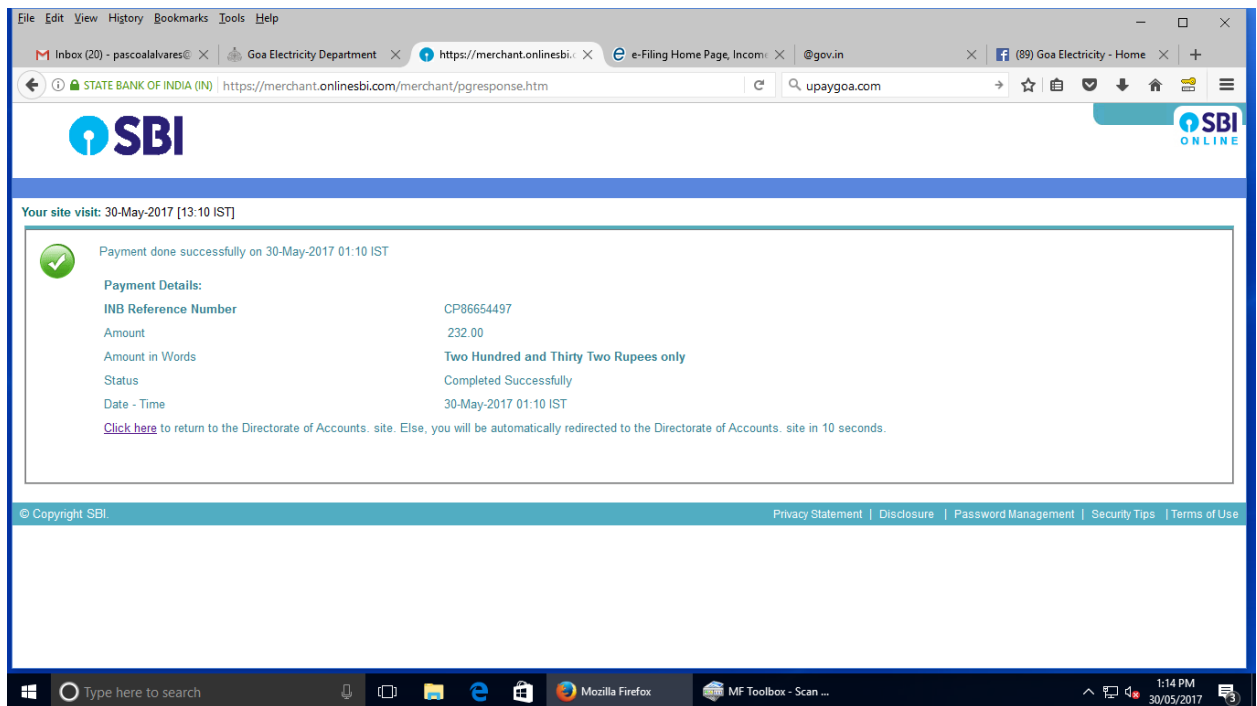 File Edit View History Bookmarks Tools Help
Inbox (20) - pascoalalvares@ Goa Electricity Department https://merchant.onlinesbi.c e-Filing Home Page, Income @gov.in (89) Goa Electricity - Home
STATE BANK OF INDIA (IN) https://merchant.onlinesbi.com/merchant/pgresponse.htm upaygoa.com
SBI
SBI
ONLINE
Your site visit: 30-May-2017 [13:10 IST]
Payment done successfully on 30-May-2017 01:10 IST
Payment Details:
INB Reference Number CP86654497
Amount 232.00
Amount in Words Two Hundred and Thirty Two Rupees only
Status Completed Successfully
Date - Time 30-May-2017 01:10 IST
Click here to return to the Directorate of Accounts. site. Else, you will be automatically redirected to the Directorate of Accounts. site in 10 seconds.
© Copyright SBI. Privacy Statement | Disclosure | Password Management | Security Tips | Terms of Use
Type here to search Mozilla Firefox MF Toolbox - Scan ... 1:14 PM
30/05/2017 3